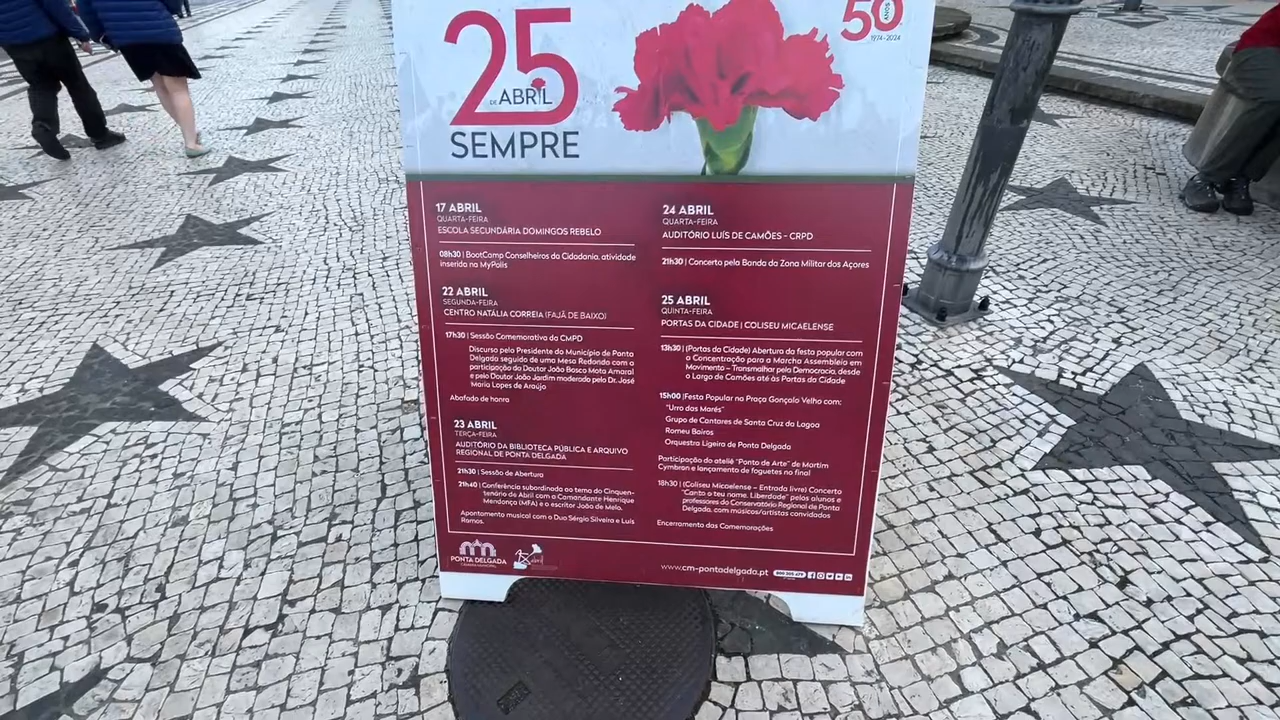 25
DE ABRIL
SEMPRE
50
ANOS
1974-2024
17 ABRIL
QUARTA-FEIRA
ESCOLA SECUNDÁRIA DOMINGOS REBELO
08h30 | BootCamp Conselheiros da Cidadania, atividade
inserida na MyPolis
22 ABRIL
SEGUNDA-FEIRA
CENTRO NATÁLIA CORREIA (FAJÃ DE BAIXO)
17h30 | Sessão Comemorativa da CMPD
Discurso pelo Presidente do Município de Ponta
Delgada seguido de uma Mesa Redonda com a
participação do Doutor João Bosco Mota Amaral
e pelo Doutor João Jardim moderado pelo Dr. José
Maria Lopes de Araújo
Abafado de honra
23 ABRIL
TERÇA-FEIRA
AUDITÓRIO DA BIBLIOTECA PÚBLICA E ARQUIVO
REGIONAL DE PONTA DELGADA
21h30 | Sessão de Abertura
21h40 | Conferência subordinada ao tema do Cinquen-
tenário de Abril com o Comandante Henrique
Mendonça (MFA) e o escritor João de Melo.
Apontamento musical com o Duo Sérgio Silveira e Luís
Ramos.
24 ABRIL
QUARTA-FEIRA
AUDITÓRIO LUÍS DE CAMÕES - CRPD
21h30 | Concerto pela Banda da Zona Militar dos Açores
25 ABRIL
QUINTA-FEIRA
PORTAS DA CIDADE | COLISEU MICAELENSE
13h30 | (Portas da Cidade) Abertura da festa popular com
a Concentração para a Marcha Assembleia em
Movimento – Transmalhar pela Democracia, desde
o Largo de Camões até às Portas da Cidade
15h00 | Festa Popular na Praça Gonçalo Velho com:
"Urro das Marés"
Grupo de Cantares de Santa Cruz da Lagoa
Romeu Bairos
Orquestra Ligeira de Ponta Delgada
Participação do ateliê "Ponto de Arte" de Martim
Cymbron e lançamento de foguetes no final
18h30 | (Coliseu Micaelense – Entrada livre) Concerto
"Canto o teu nome, Liberdade" pelos alunos e
professores do Conservatório Regional de Ponta
Delgada, com músicos/artistas convidados
Encerramento das Comemorações
PONTA DELGADA
CÂMARA MUNICIPAL
abril
www.cm-pontadelgada.pt